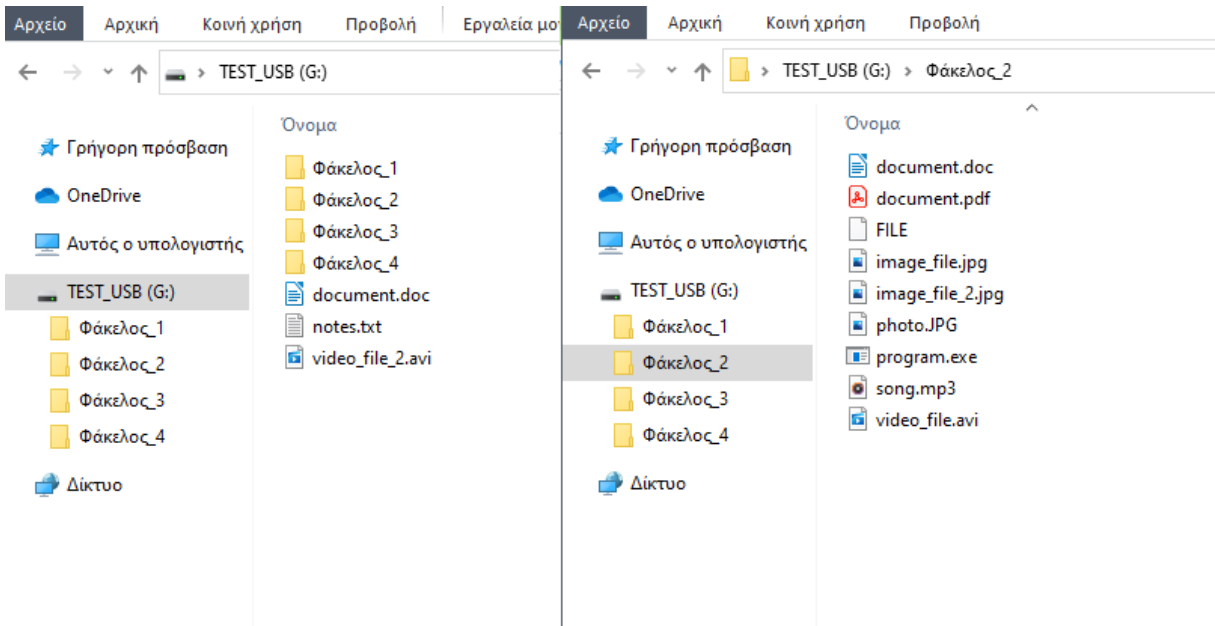 Αρχείο Αρχική Κοινή χρήση Προβολή Εργαλεία μο
TEST_USB (G:)
Γρήγορη πρόσβαση
OneDrive
Αυτός ο υπολογιστής
TEST_USB (G:)
Φάκελος_1
Φάκελος_2
Φάκελος_3
Φάκελος_4
Δίκτυο
Όνομα
Φάκελος_1
Φάκελος_2
Φάκελος_3
Φάκελος_4
document.doc
notes.txt
video_file_2.avi
Αρχείο Αρχική Κοινή χρήση Προβολή
TEST_USB (G:) Φάκελος_2
Γρήγορη πρόσβαση
OneDrive
Αυτός ο υπολογιστής
TEST_USB (G:)
Φάκελος_1
Φάκελος_2
Φάκελος_3
Φάκελος_4
Δίκτυο
Όνομα
document.doc
document.pdf
FILE
image_file.jpg
image_file_2.jpg
photo.JPG
program.exe
song.mp3
video_file.avi